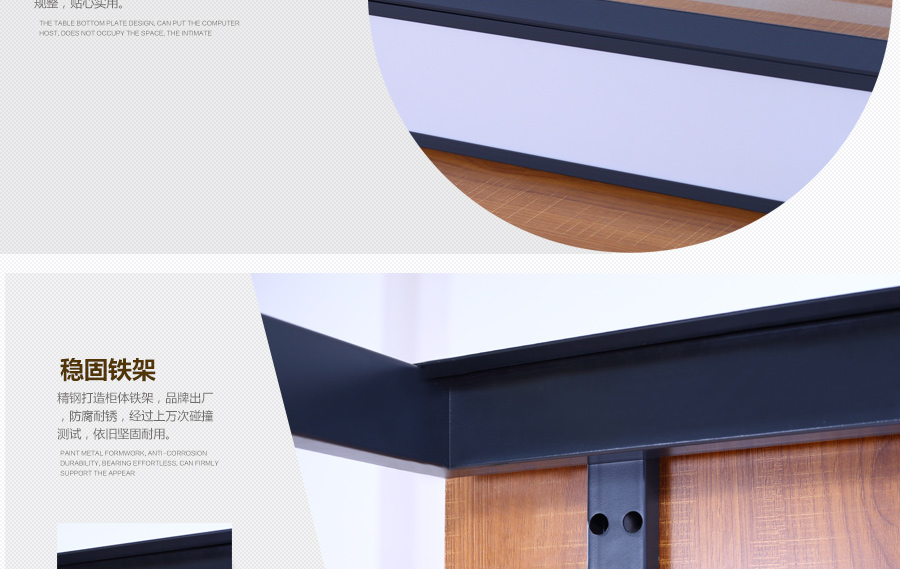 规整，贴心实用。
THE TABLE BOTTOM PLATE DESIGN, CAN PUT THE COMPUTER
HOST, DOES NOT OCCUPY THE SPACE, THE INTIMATE
稳固铁架
精钢打造柜体铁架，品牌出厂
，防腐耐锈，经过上万次碰撞
测试，依旧坚固耐用。
PAINT METAL FORMWORK, ANTI-CORROSION
DURABILITY, BEARING EFFORTLESS, CAN FIRMLY
SUPPORT THE APPEAR